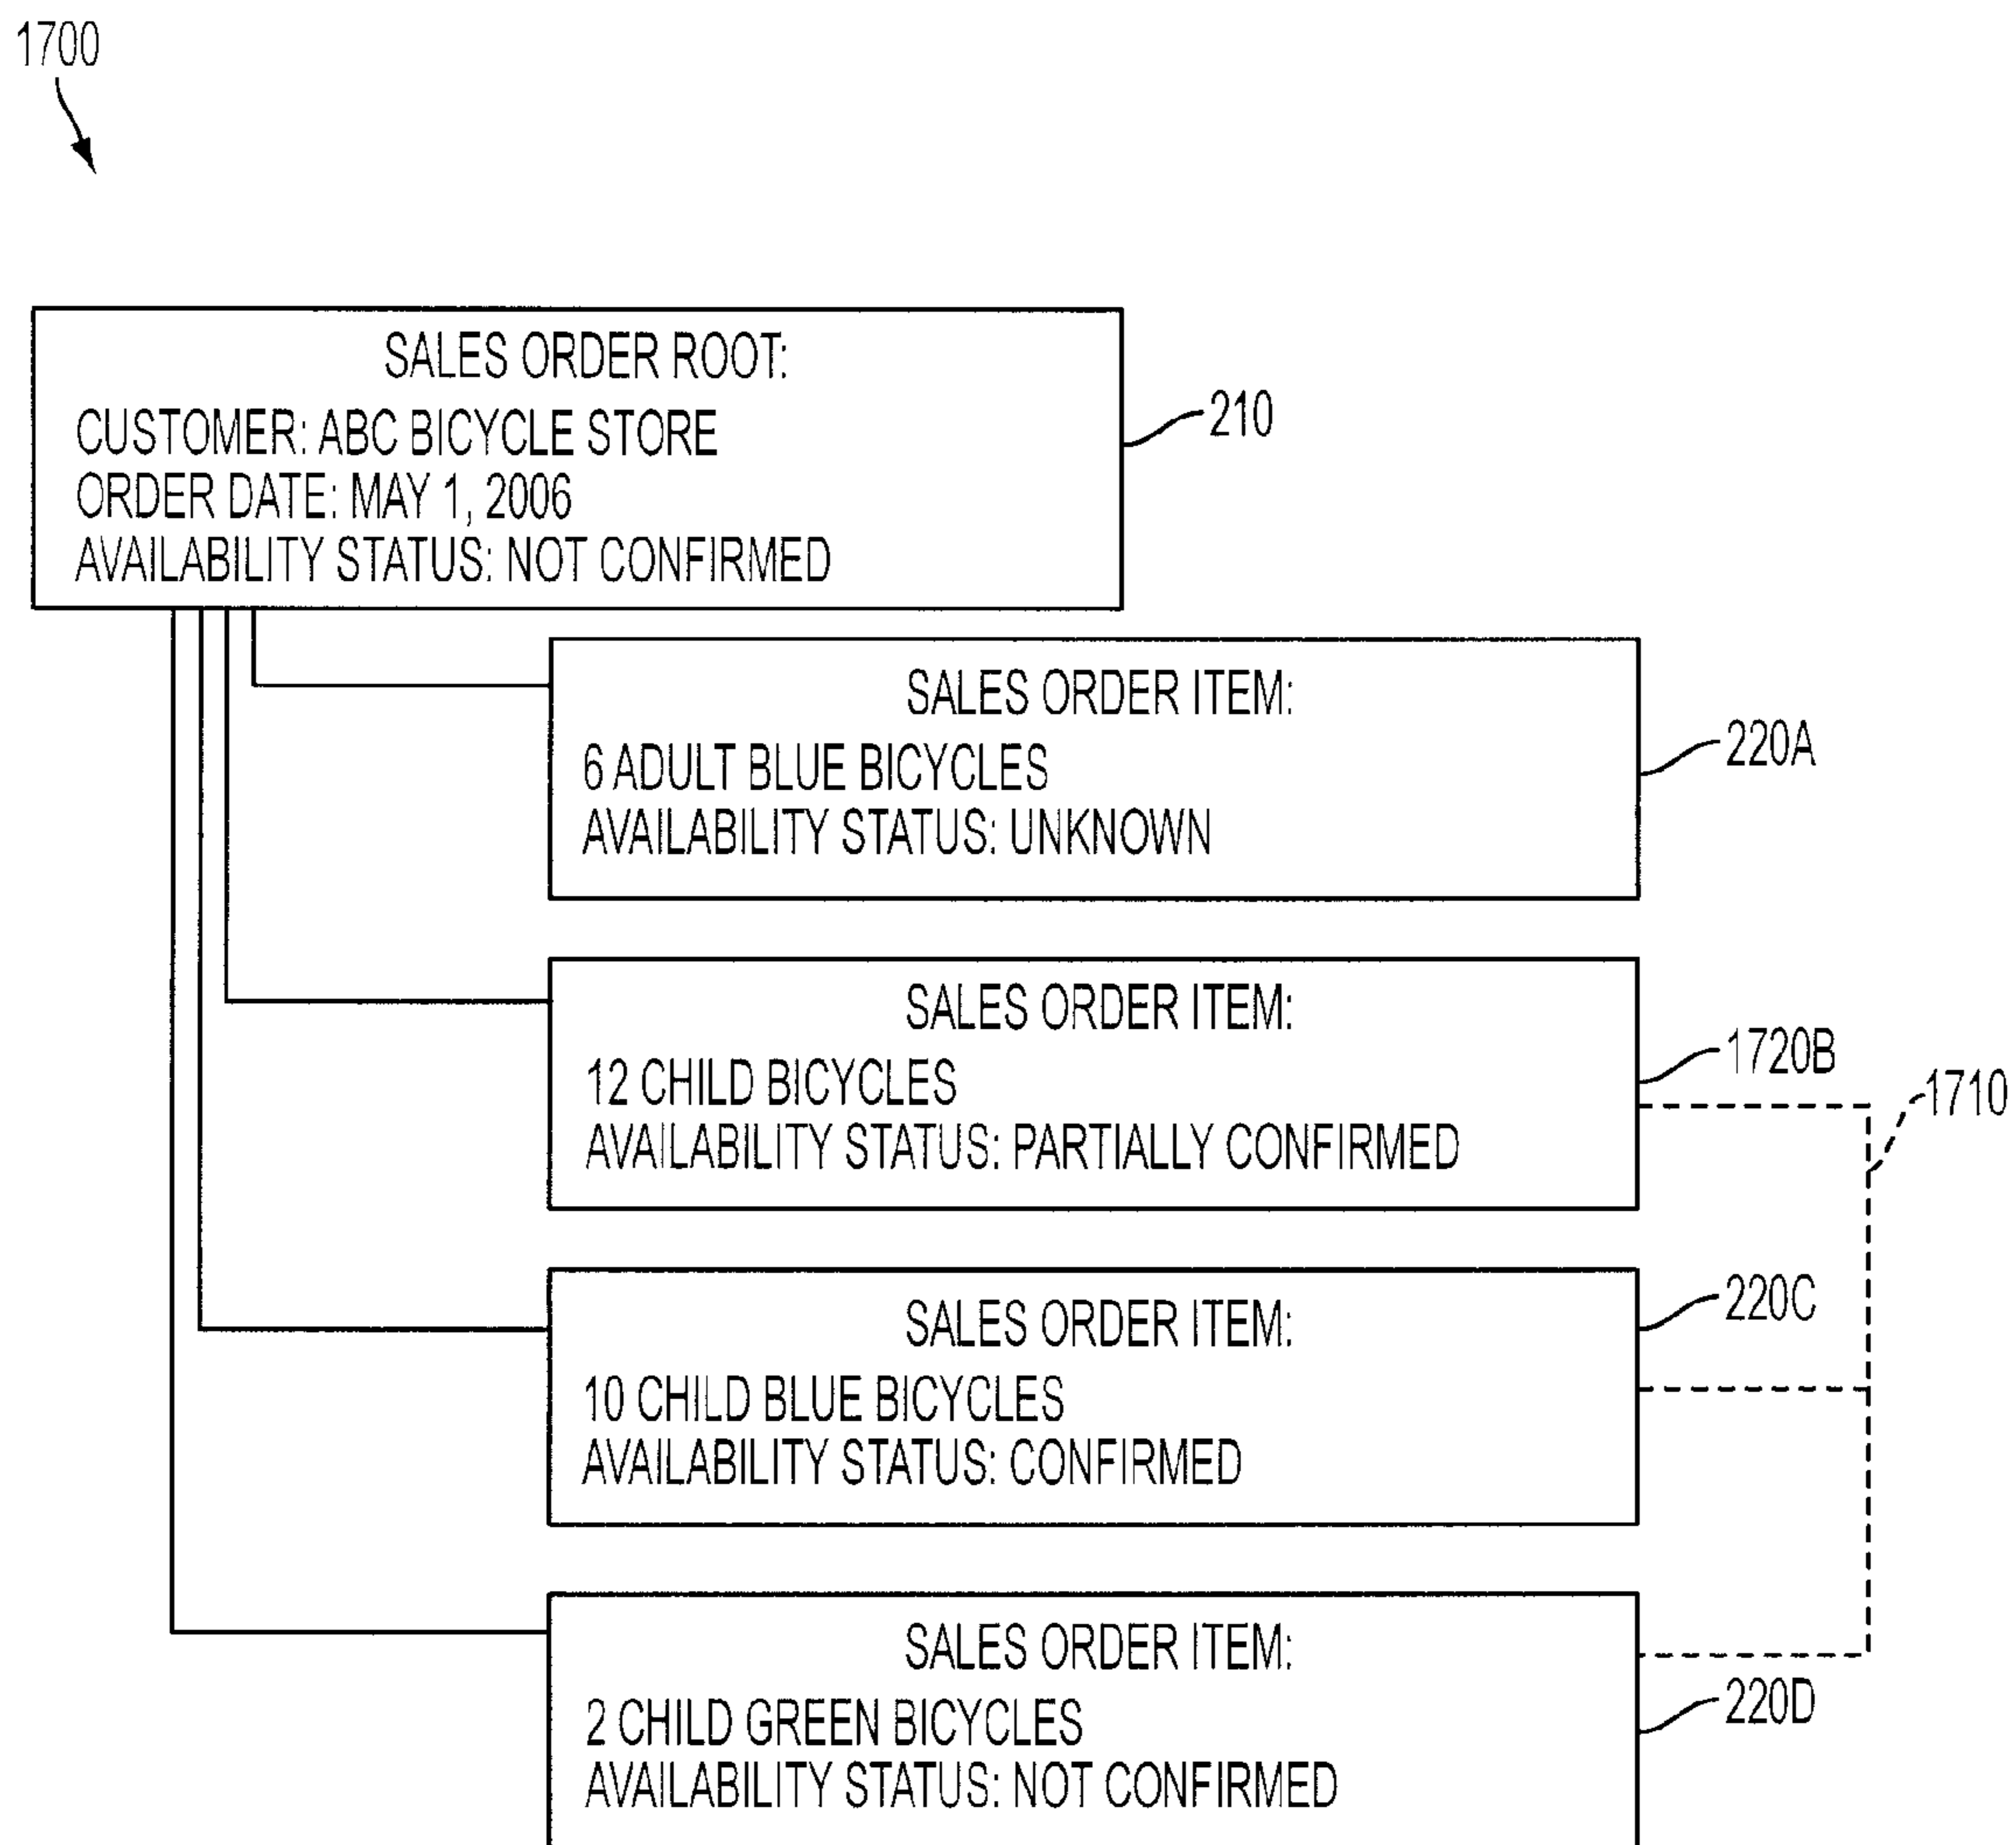 1700
SALES ORDER ROOT:
CUSTOMER: ABC BICYCLE STORE
ORDER DATE: MAY 1, 2006
AVAILABILITY STATUS: NOT CONFIRMED
210
SALES ORDER ITEM:
6 ADULT BLUE BICYCLES
AVAILABILITY STATUS: UNKNOWN
220A
SALES ORDER ITEM:
12 CHILD BICYCLES
AVAILABILITY STATUS: PARTIALLY CONFIRMED
1720B
1710
SALES ORDER ITEM:
10 CHILD BLUE BICYCLES
AVAILABILITY STATUS: CONFIRMED
220C
SALES ORDER ITEM:
2 CHILD GREEN BICYCLES
AVAILABILITY STATUS: NOT CONFIRMED
220D